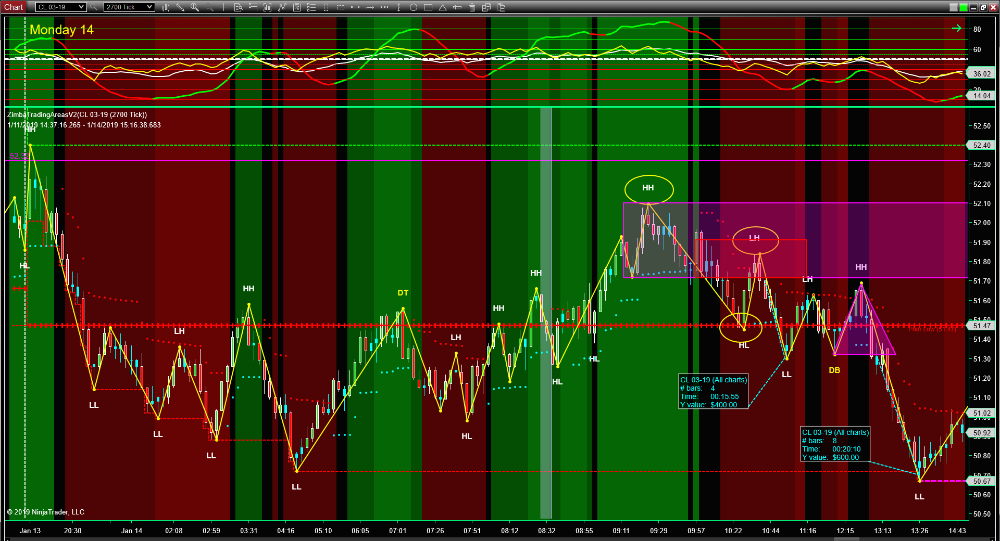 Chart
CL 03-19
2700 Tick
Monday 14
80
60
36.02
20
14.04
ZimbaTradingAreasV2(CL 03-19 (2700 Tick))
1/11/2019 14:37:16.265 - 1/14/2019 15:16:38.683
HH
52.50
52.40
52.32
52.30
HH
52.20
52.10
52.00
LH
51.90
HL
51.80
HH
HH
LH
51.70
HH
DT
51.60
HH
51.47
Prior Low (51.47)
LH
LH
51.40
HL
HL
51.30
DB
LL
CL 03-19 (All charts)
# bars: 4
Time: 00:15:55
Y value: $400.00
51.20
HL
LL
51.10
51.02
51.00
LL
HL
CL 03-19 (All charts)
# bars: 8
Time: 00:20:10
Y value: $600.00
50.92
LL
50.80
50.70
50.67
LL
LL
50.60
© 2019 NinjaTrader, LLC
50.50
Jan 13 20:30 Jan 14 02:08 02:59 03:31 04:16 05:10 06:05 07:01 07:26 07:51 08:12 08:32 08:55 09:11 09:29 09:57 10:22 10:44 11:16 12:15 13:13 13:26 14:43